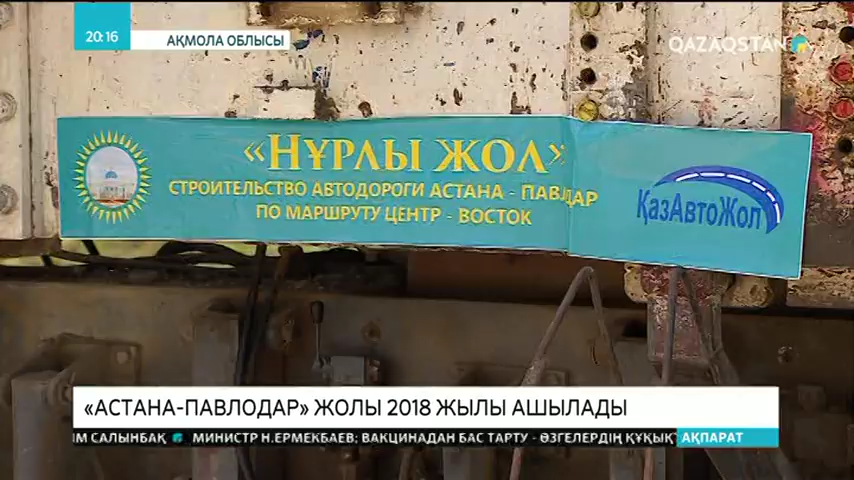 20:16
АҚМОЛА ОБЛЫСЫ
QAZAQSTAN
«НҰРЛЫ ЖОЛ»
СТРОИТЕЛЬСТВО АВТОДОРОГИ АСТАНА - ПАВЛОДАР
ПО МАРШРУТУ ЦЕНТР - ВОСТОК
ҚазАвтоЖол
«АСТАНА-ПАВЛОДАР» ЖОЛЫ 2018 ЖЫЛЫ АШЫЛАДЫ
ІМ САЛЫНБАҚ МИНИСТР Н.ЕРМЕКБАЕВ: ВАКЦИНАДАН БАС ТАРТУ - ӨЗГЕЛЕРДІҢ ҚҰҚЫҚ
АҚПАРАТ